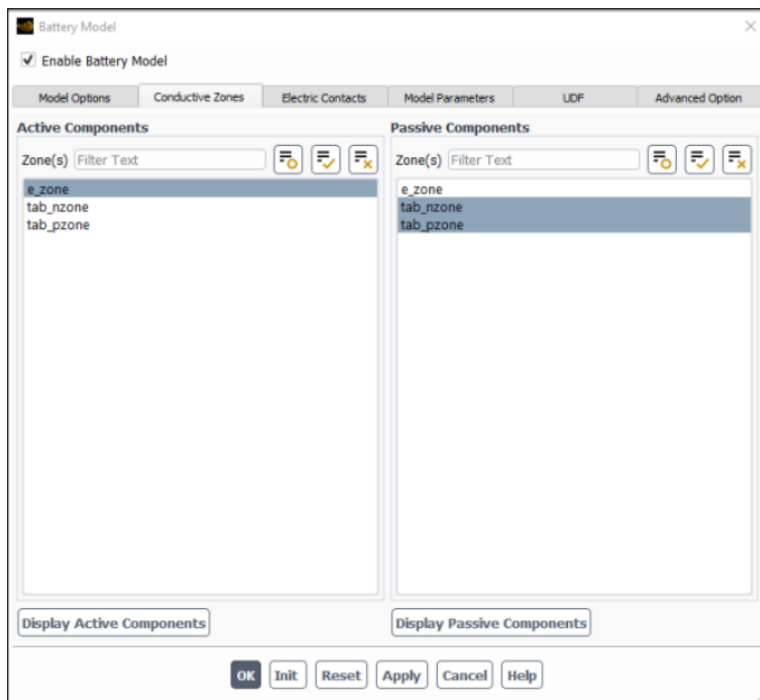 Battery Model
Enable Battery Model
Model Options Conductive Zones Electric Contacts Model Parameters UDF Advanced Option
Active Components Passive Components
Zone(s) Filter Text Zone(s) Filter Text
e_zone e_zone
tab_nzone tab_nzone
tab_pzone tab_pzone
Display Active Components Display Passive Components
OK Init Reset Apply Cancel Help